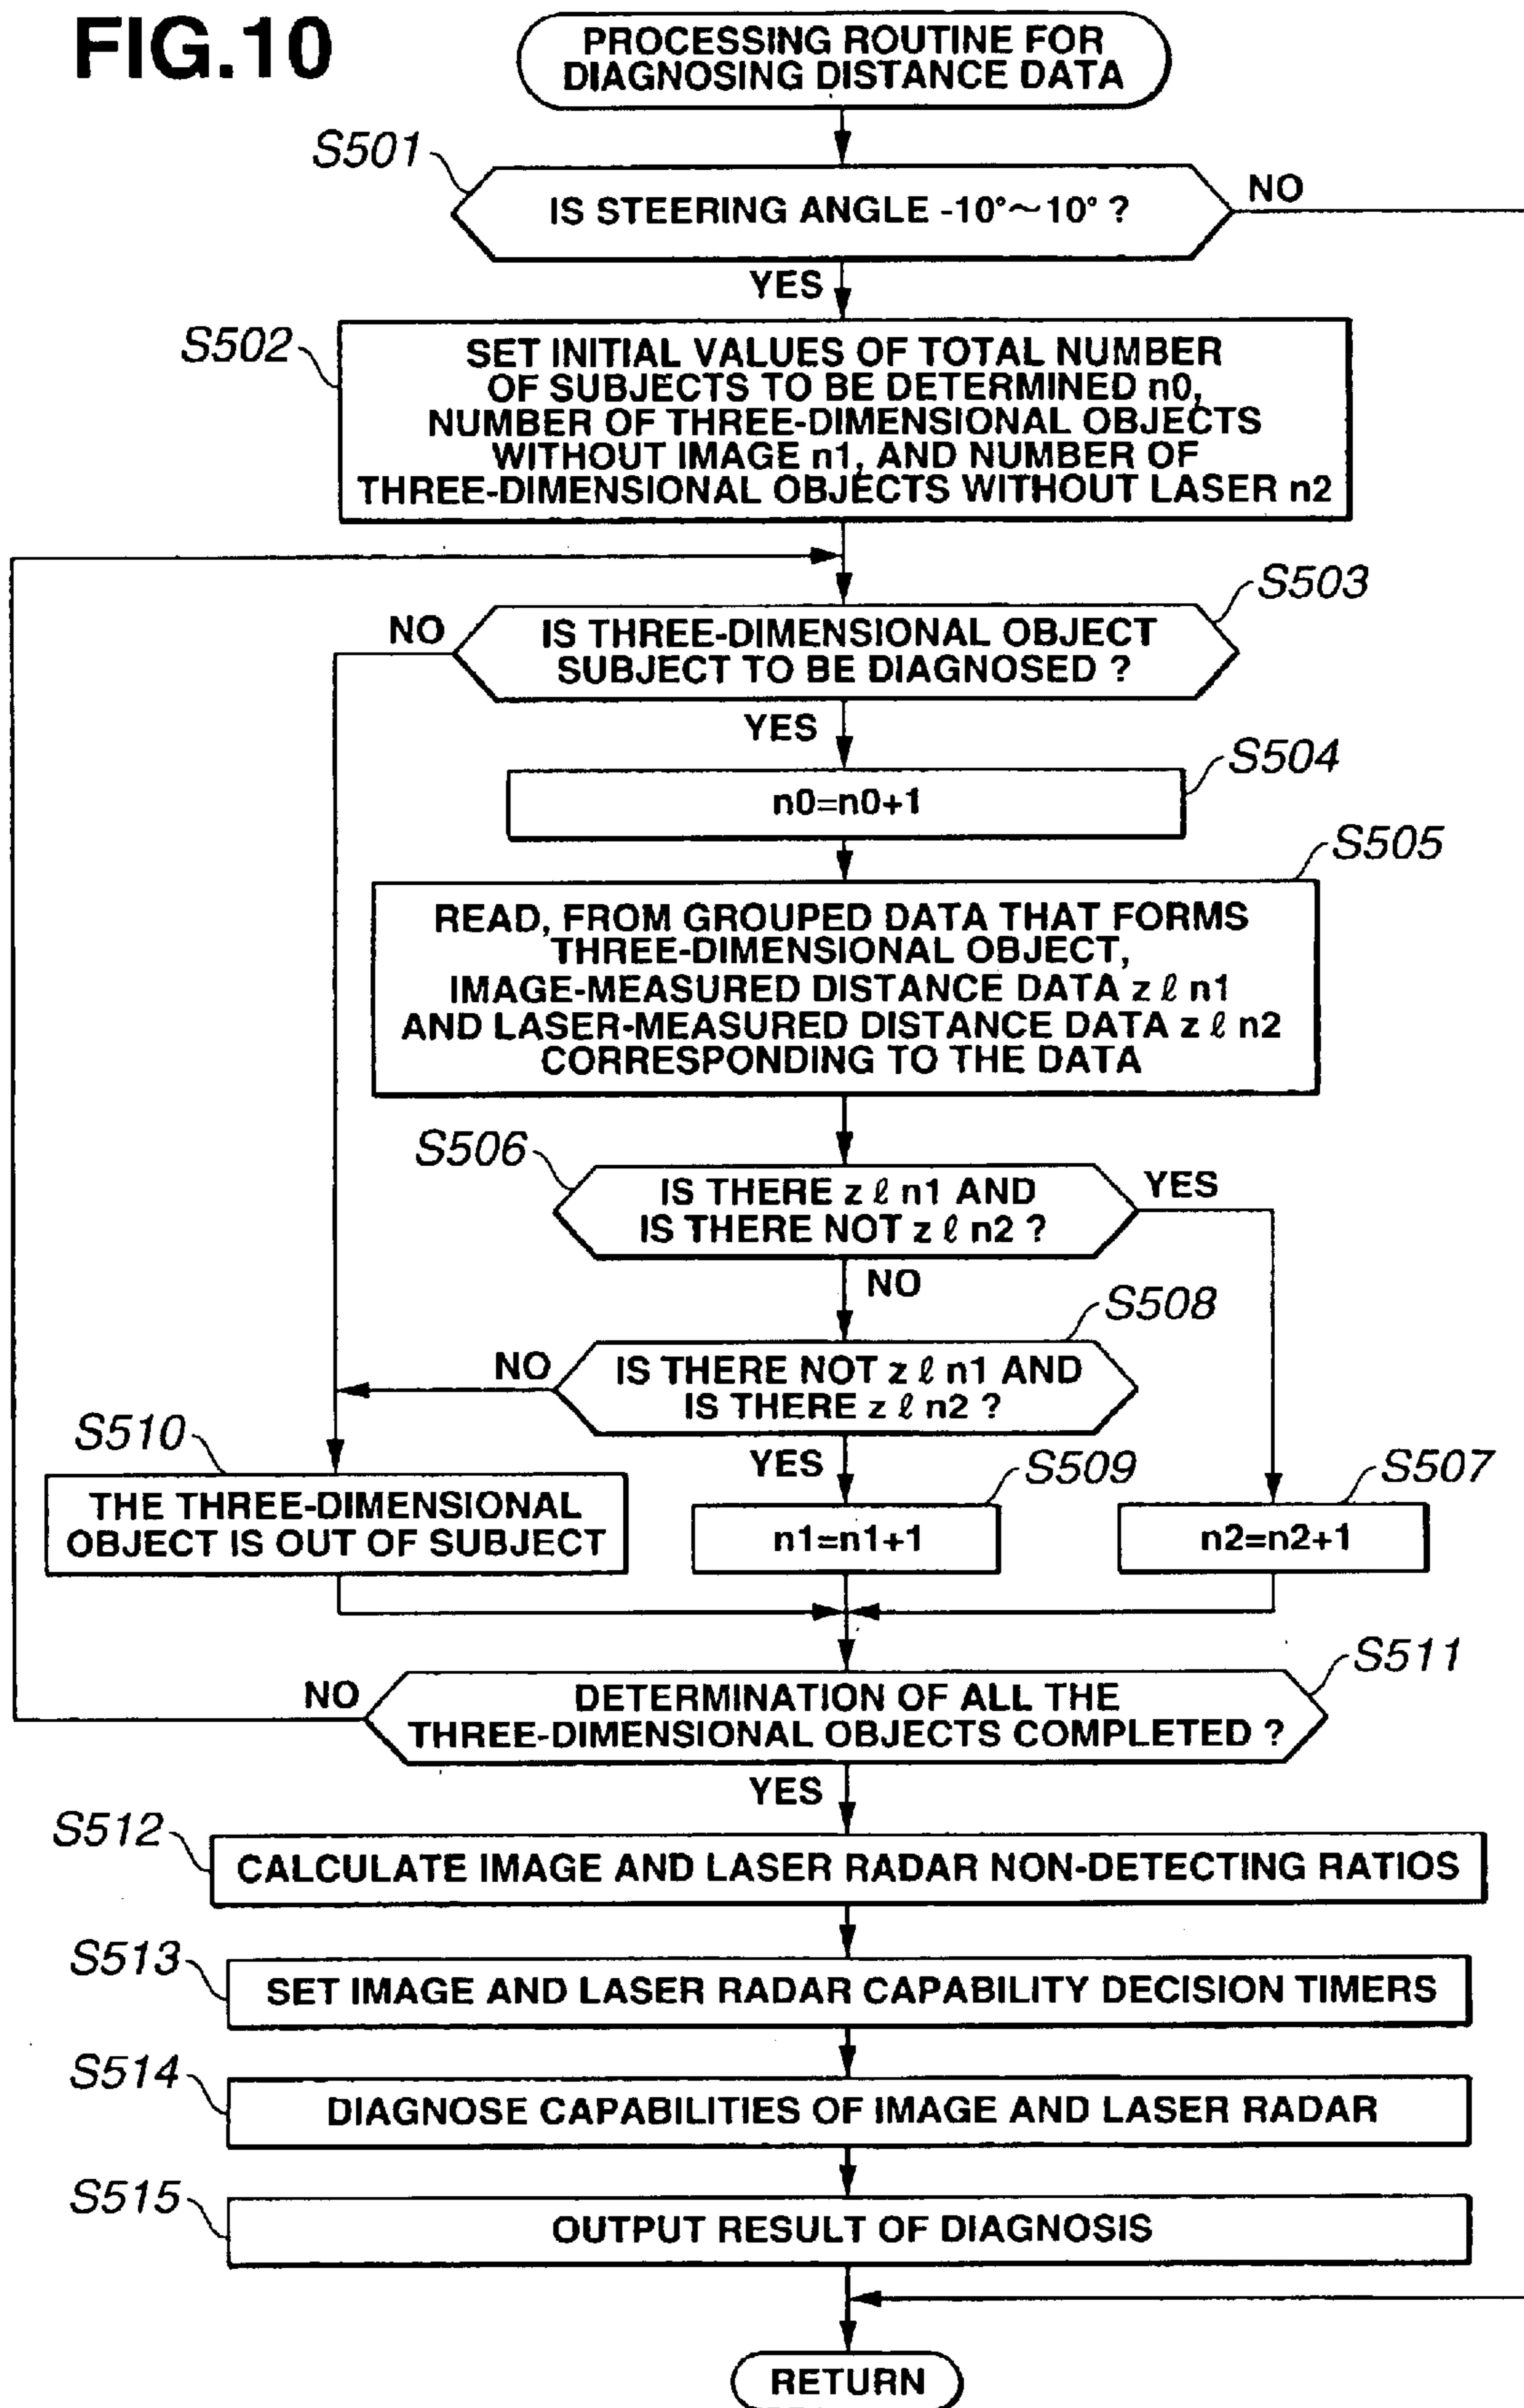 FIG.10
PROCESSING ROUTINE FOR
DIAGNOSING DISTANCE DATA
S501
IS STEERING ANGLE -10°～10° ?
NO
YES
S502
SET INITIAL VALUES OF TOTAL NUMBER
OF SUBJECTS TO BE DETERMINED n0,
NUMBER OF THREE-DIMENSIONAL OBJECTS
WITHOUT IMAGE n1, AND NUMBER OF
THREE-DIMENSIONAL OBJECTS WITHOUT LASER n2
S503
NO
IS THREE-DIMENSIONAL OBJECT
SUBJECT TO BE DIAGNOSED ?
YES
S504
n0=n0+1
S505
READ, FROM GROUPED DATA THAT FORMS
THREE-DIMENSIONAL OBJECT,
IMAGE-MEASURED DISTANCE DATA z ℓ n1
AND LASER-MEASURED DISTANCE DATA z ℓ n2
CORRESPONDING TO THE DATA
S506
IS THERE z ℓ n1 AND
IS THERE NOT z ℓ n2 ?
YES
NO
S508
NO
IS THERE NOT z ℓ n1 AND
IS THERE z ℓ n2 ?
S510
YES
S509
S507
THE THREE-DIMENSIONAL
OBJECT IS OUT OF SUBJECT
n1=n1+1
n2=n2+1
S511
NO
DETERMINATION OF ALL THE
THREE-DIMENSIONAL OBJECTS COMPLETED ?
YES
S512
CALCULATE IMAGE AND LASER RADAR NON-DETECTING RATIOS
S513
SET IMAGE AND LASER RADAR CAPABILITY DECISION TIMERS
S514
DIAGNOSE CAPABILITIES OF IMAGE AND LASER RADAR
S515
OUTPUT RESULT OF DIAGNOSIS
RETURN